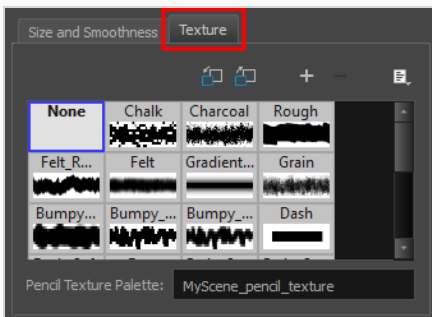 Size and Smoothness Texture
+ −
None Chalk Charcoal Rough
Felt_R... Felt Gradient... Grain
Bumpy... Bumpy_... Bumpy_... Dash
Pencil Texture Palette: MyScene_pencil_texture